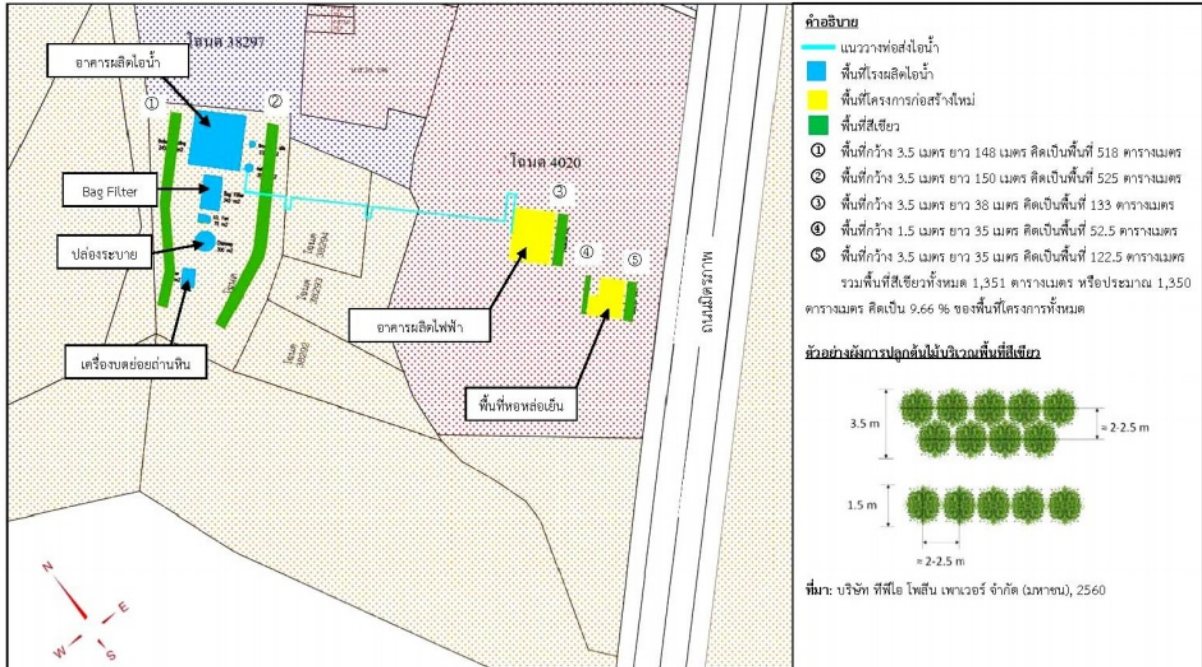 โฉนด 38297
อาคารผลิตไอน้ำ
①
②
Bag Filter
ปล่องระบาย
เครื่องบดย่อยถ่านหิน
โฉนด
โฉนด 38294
โฉนด 38293
โฉนด 38292
โฉนด 4020
③
④
⑤
อาคารผลิตไฟฟ้า
พื้นที่หอหล่อเย็น
ถนนมิตรภาพ
N
E
W
S
คำอธิบาย
แนววางท่อส่งไอน้ำ
พื้นที่โรงผลิตไอน้ำ
พื้นที่โครงการก่อสร้างใหม่
พื้นที่สีเขียว
① พื้นที่กว้าง 3.5 เมตร ยาว 148 เมตร คิดเป็นพื้นที่ 518 ตารางเมตร
② พื้นที่กว้าง 3.5 เมตร ยาว 150 เมตร คิดเป็นพื้นที่ 525 ตารางเมตร
③ พื้นที่กว้าง 3.5 เมตร ยาว 38 เมตร คิดเป็นพื้นที่ 133 ตารางเมตร
④ พื้นที่กว้าง 1.5 เมตร ยาว 35 เมตร คิดเป็นพื้นที่ 52.5 ตารางเมตร
⑤ พื้นที่กว้าง 3.5 เมตร ยาว 35 เมตร คิดเป็นพื้นที่ 122.5 ตารางเมตร
รวมพื้นที่สีเขียวทั้งหมด 1,351 ตารางเมตร หรือประมาณ 1,350
ตารางเมตร คิดเป็น 9.66 % ของพื้นที่โครงการทั้งหมด
ตัวอย่างผังการปลูกต้นไม้บริเวณพื้นที่สีเขียว
3.5 m
≈ 2-2.5 m
1.5 m
≈ 2-2.5 m
ที่มา: บริษัท ทีพีไอ โพลีน เพาเวอร์ จำกัด (มหาชน), 2560